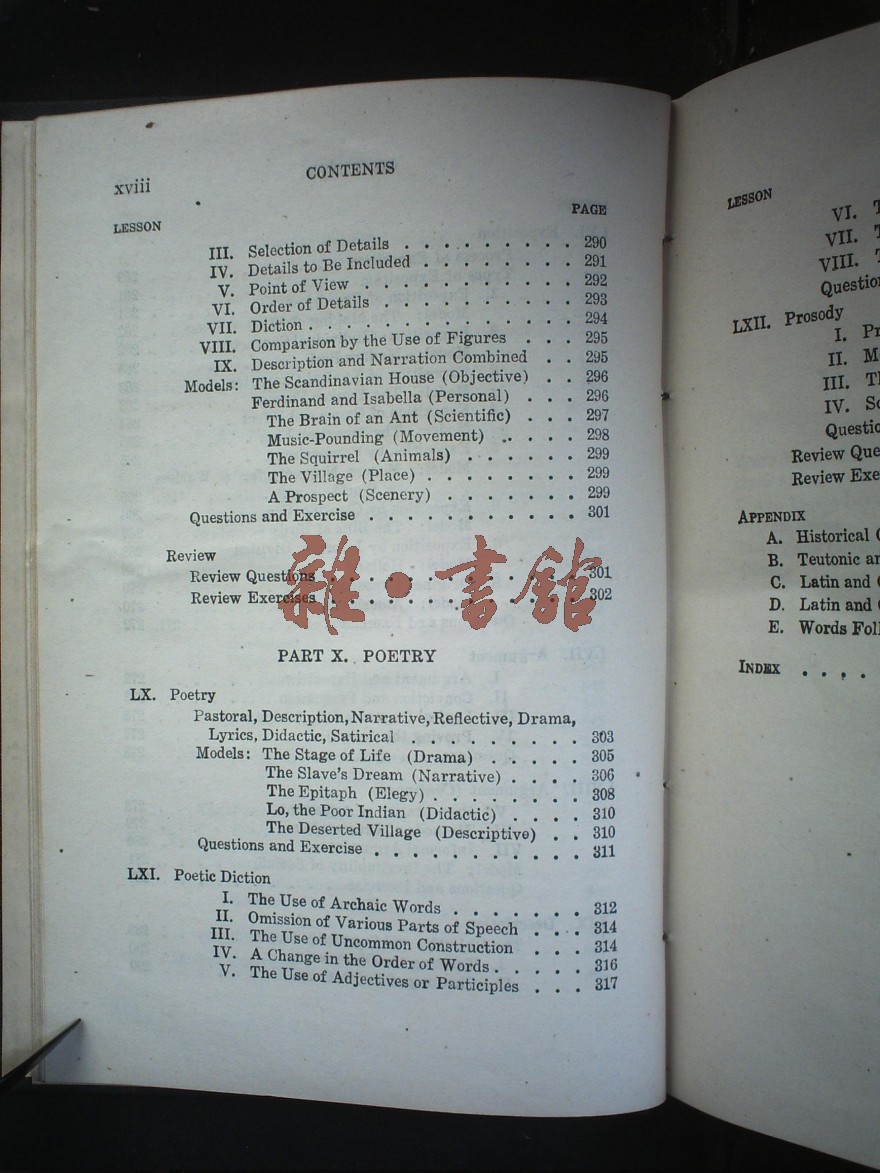 xviii
CONTENTS
LESSON
PAGE
III. Selection of Details . . . . . . . . . 290
IV. Details to Be Included . . . . . . . . 291
V. Point of View . . . . . . . . . . . 292
VI. Order of Details . . . . . . . . . . 293
VII. Diction . . . . . . . . . . . . . . 294
VIII. Comparison by the Use of Figures . . . 295
IX. Description and Narration Combined . . 295
Models: The Scandinavian House (Objective) . . 296
Ferdinand and Isabella (Personal) . . . 296
The Brain of an Ant (Scientific) . . . 297
Music-Pounding (Movement) . . . . . 298
The Squirrel (Animals) . . . . . . 299
The Village (Place) . . . . . . . . 299
A Prospect (Scenery) . . . . . . . 299
Questions and Exercise . . . . . . . . . . . 301
Review
Review Questions . . . . . . . . . . . . . 301
Review Exercises . . . . . . . . . . . . . 302
雜·書館
PART X. POETRY
LX. Poetry
Pastoral, Description, Narrative, Reflective, Drama,
Lyrics, Didactic, Satirical . . . . . . . . . 303
Models: The Stage of Life (Drama) . . . . . 305
The Slave's Dream (Narrative) . . . . 306
The Epitaph (Elegy) . . . . . . . . 308
Lo, the Poor Indian (Didactic) . . . . 310
The Deserted Village (Descriptive) . . 310
Questions and Exercise . . . . . . . . . . . 311
LXI. Poetic Diction
I. The Use of Archaic Words . . . . . . . 312
II. Omission of Various Parts of Speech . . . 314
III. The Use of Uncommon Construction . . . 314
IV. A Change in the Order of Words . . . . . 316
V. The Use of Adjectives or Participles . . . 317
LESSON
VI.
VII.
VIII.
Question
LXII. Prosody
I. Pr
II. M
III. Th
IV. Sc
Questio
Review Que
Review Exe
APPENDIX
A. Historical
B. Teutonic an
C. Latin and
D. Latin and
E. Words Foll
INDEX . . . .